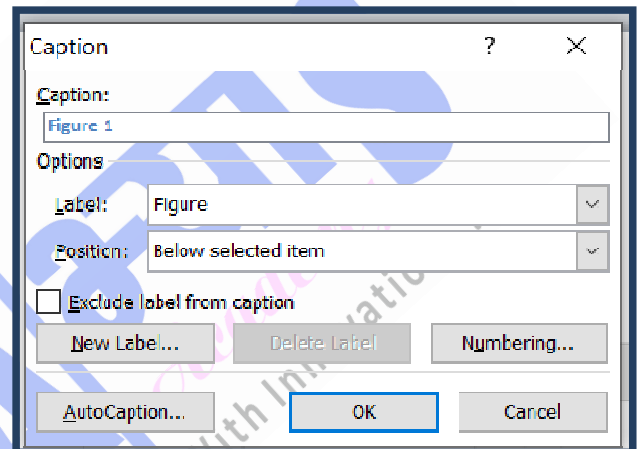 Caption ?
Caption:
Figure 1
Options
Label: Figure
Position: Below selected item
Exclude label from caption
New Label... Delete Label Numbering...
AutoCaption... OK Cancel